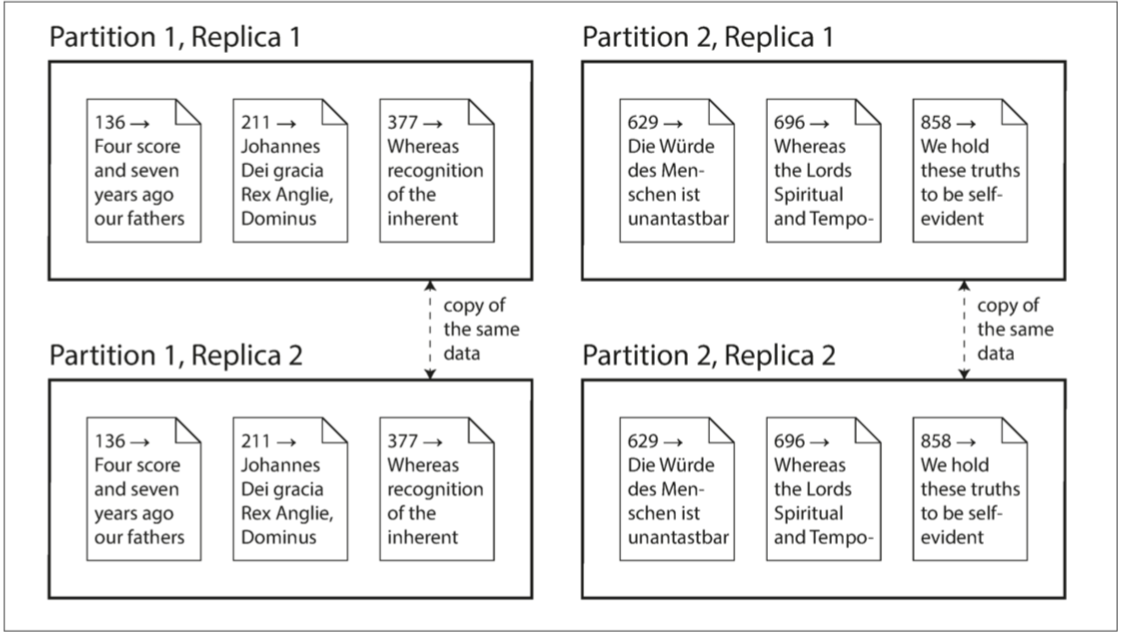 Partition 1, Replica 1
136 →
Four score
and seven
years ago
our fathers
211 →
Johannes
Dei gracia
Rex Anglie,
Dominus
377 →
Whereas
recognition
of the
inherent
Partition 2, Replica 1
629 →
Die Würde
des Men-
schen ist
unantastbar
696 →
Whereas
the Lords
Spiritual
and Tempo-
858 →
We hold
these truths
to be self-
evident
copy of
the same
data
copy of
the same
data
Partition 1, Replica 2
136 →
Four score
and seven
years ago
our fathers
211 →
Johannes
Dei gracia
Rex Anglie,
Dominus
377 →
Whereas
recognition
of the
inherent
Partition 2, Replica 2
629 →
Die Würde
des Men-
schen ist
unantastbar
696 →
Whereas
the Lords
Spiritual
and Tempo-
858 →
We hold
these truths
to be self-
evident